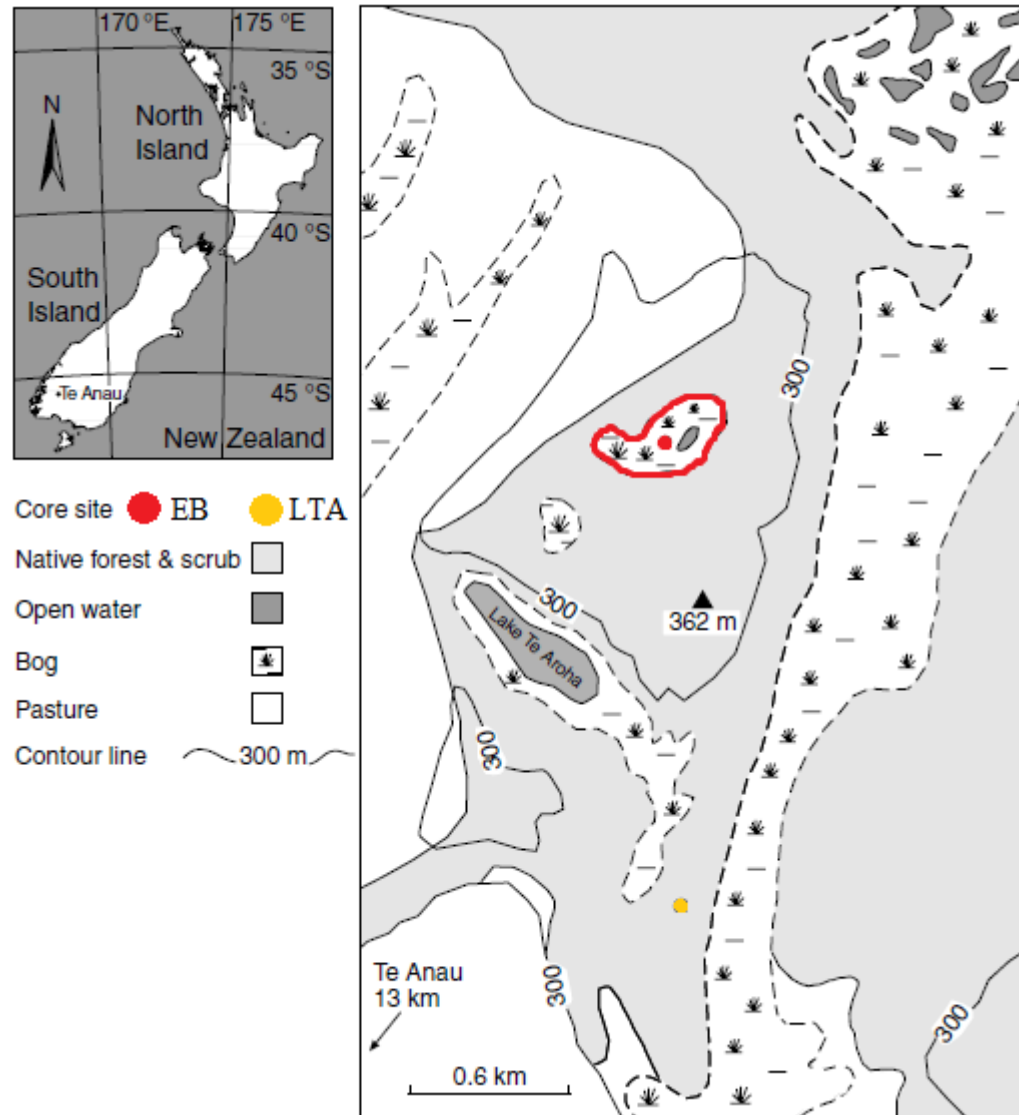 170 °E
175 °E
35 °S
N
North
Island
40 °S
South
Island
Te Anau
45 °S
New Zealand
Core site
EB
LTA
Native forest & scrub
Open water
Bog
Pasture
Contour line
300 m
300
362 m
300
Lake Te Aroha
300
300
300
Te Anau
13 km
0.6 km